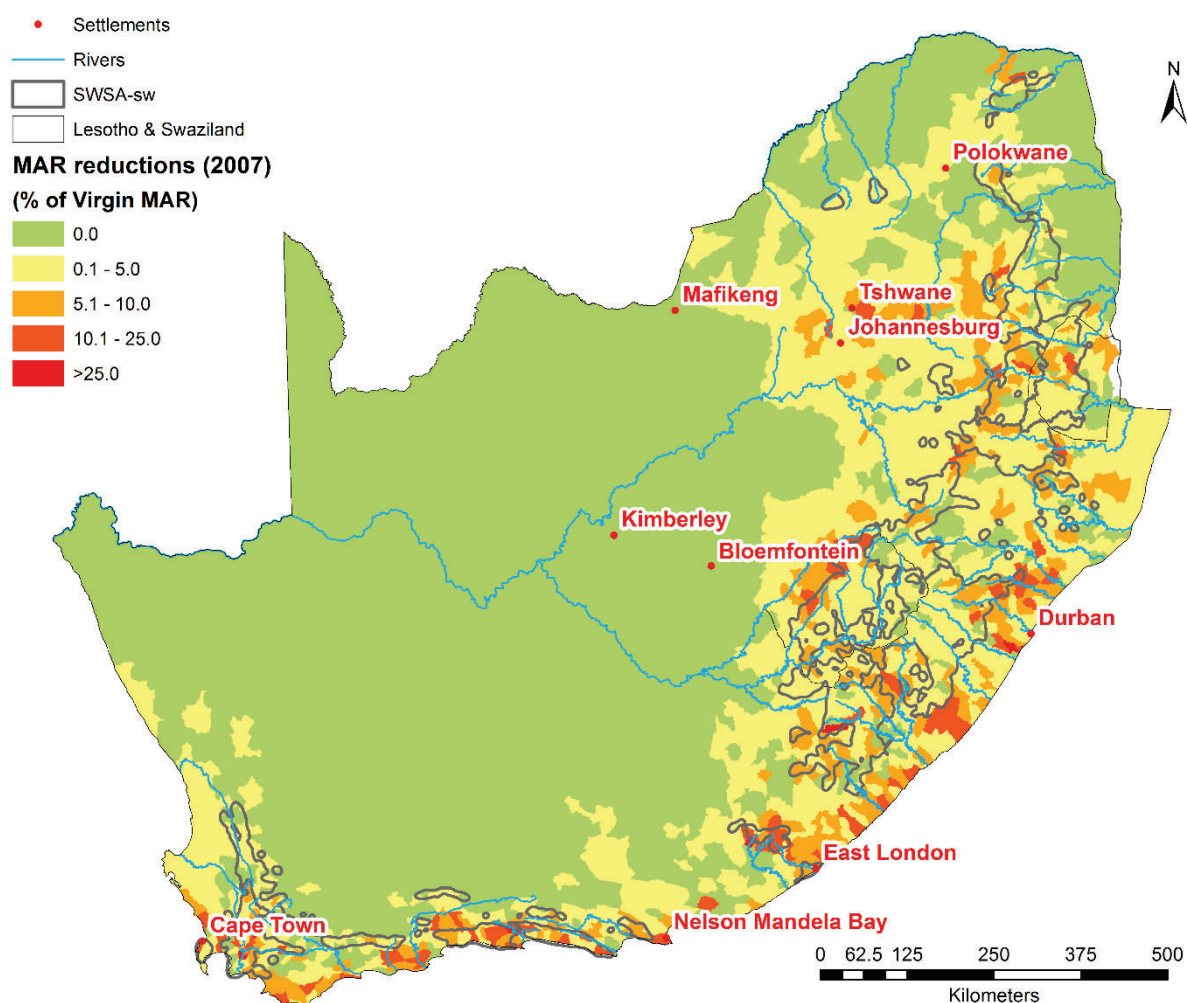 Settlements
Rivers
SWSA-sw
Lesotho & Swaziland
MAR reductions (2007)
(% of Virgin MAR)
0.0
0.1 - 5.0
5.1 - 10.0
10.1 - 25.0
>25.0
N
Polokwane
Mafikeng
Tshwane
Johannesburg
Kimberley
Bloemfontein
Durban
East London
Nelson Mandela Bay
Cape Town
0 62.5 125 250 375 500
Kilometers